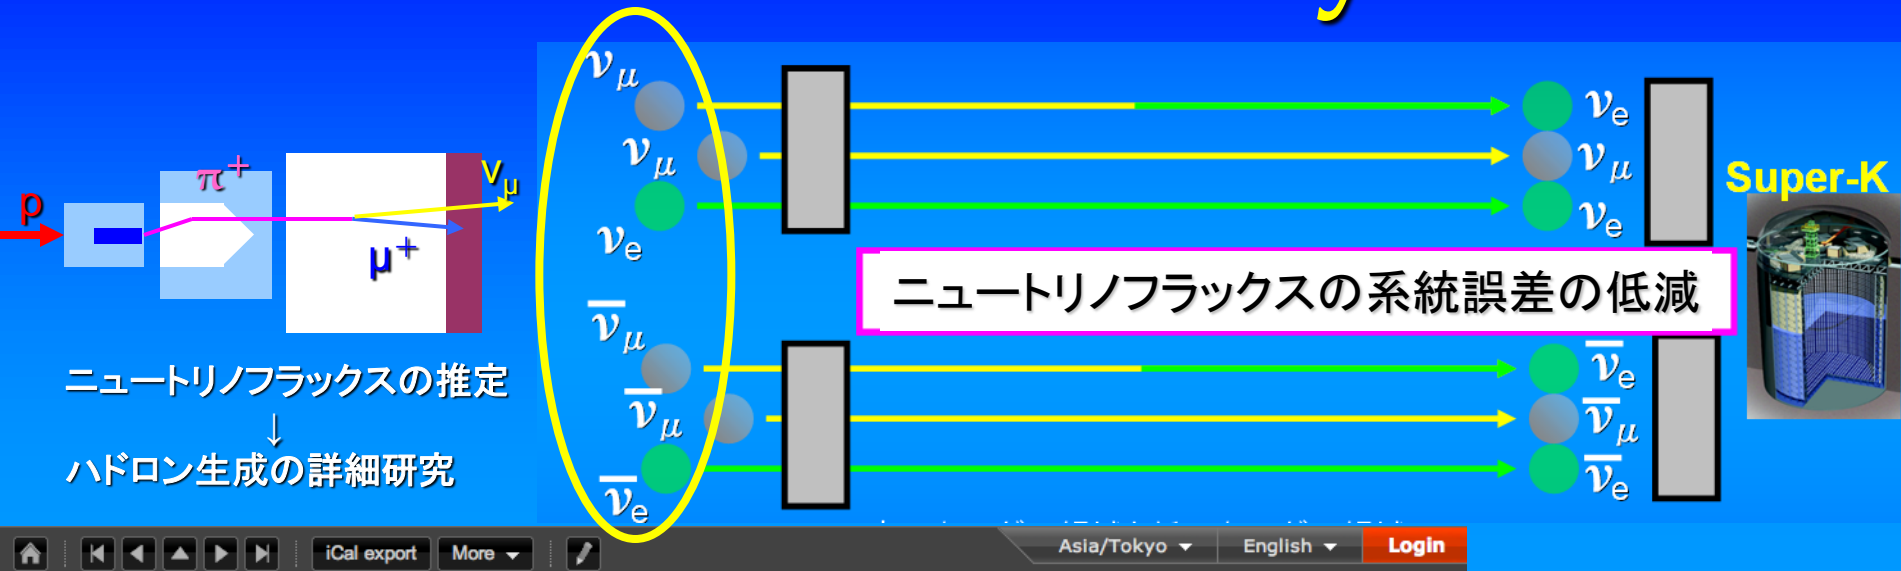 p
π⁺
μ⁺
νμ
ニュートリノフラックスの推定
↓
ハドロン生成の詳細研究
νμ
νμ
νe
ν̅μ
ν̅μ
ν̅e
νe
νμ
νe
Super-K
ニュートリノフラックスの系統誤差の低減
ν̅e
ν̅μ
ν̅e
iCal export
More
Asia/Tokyo
English
Login